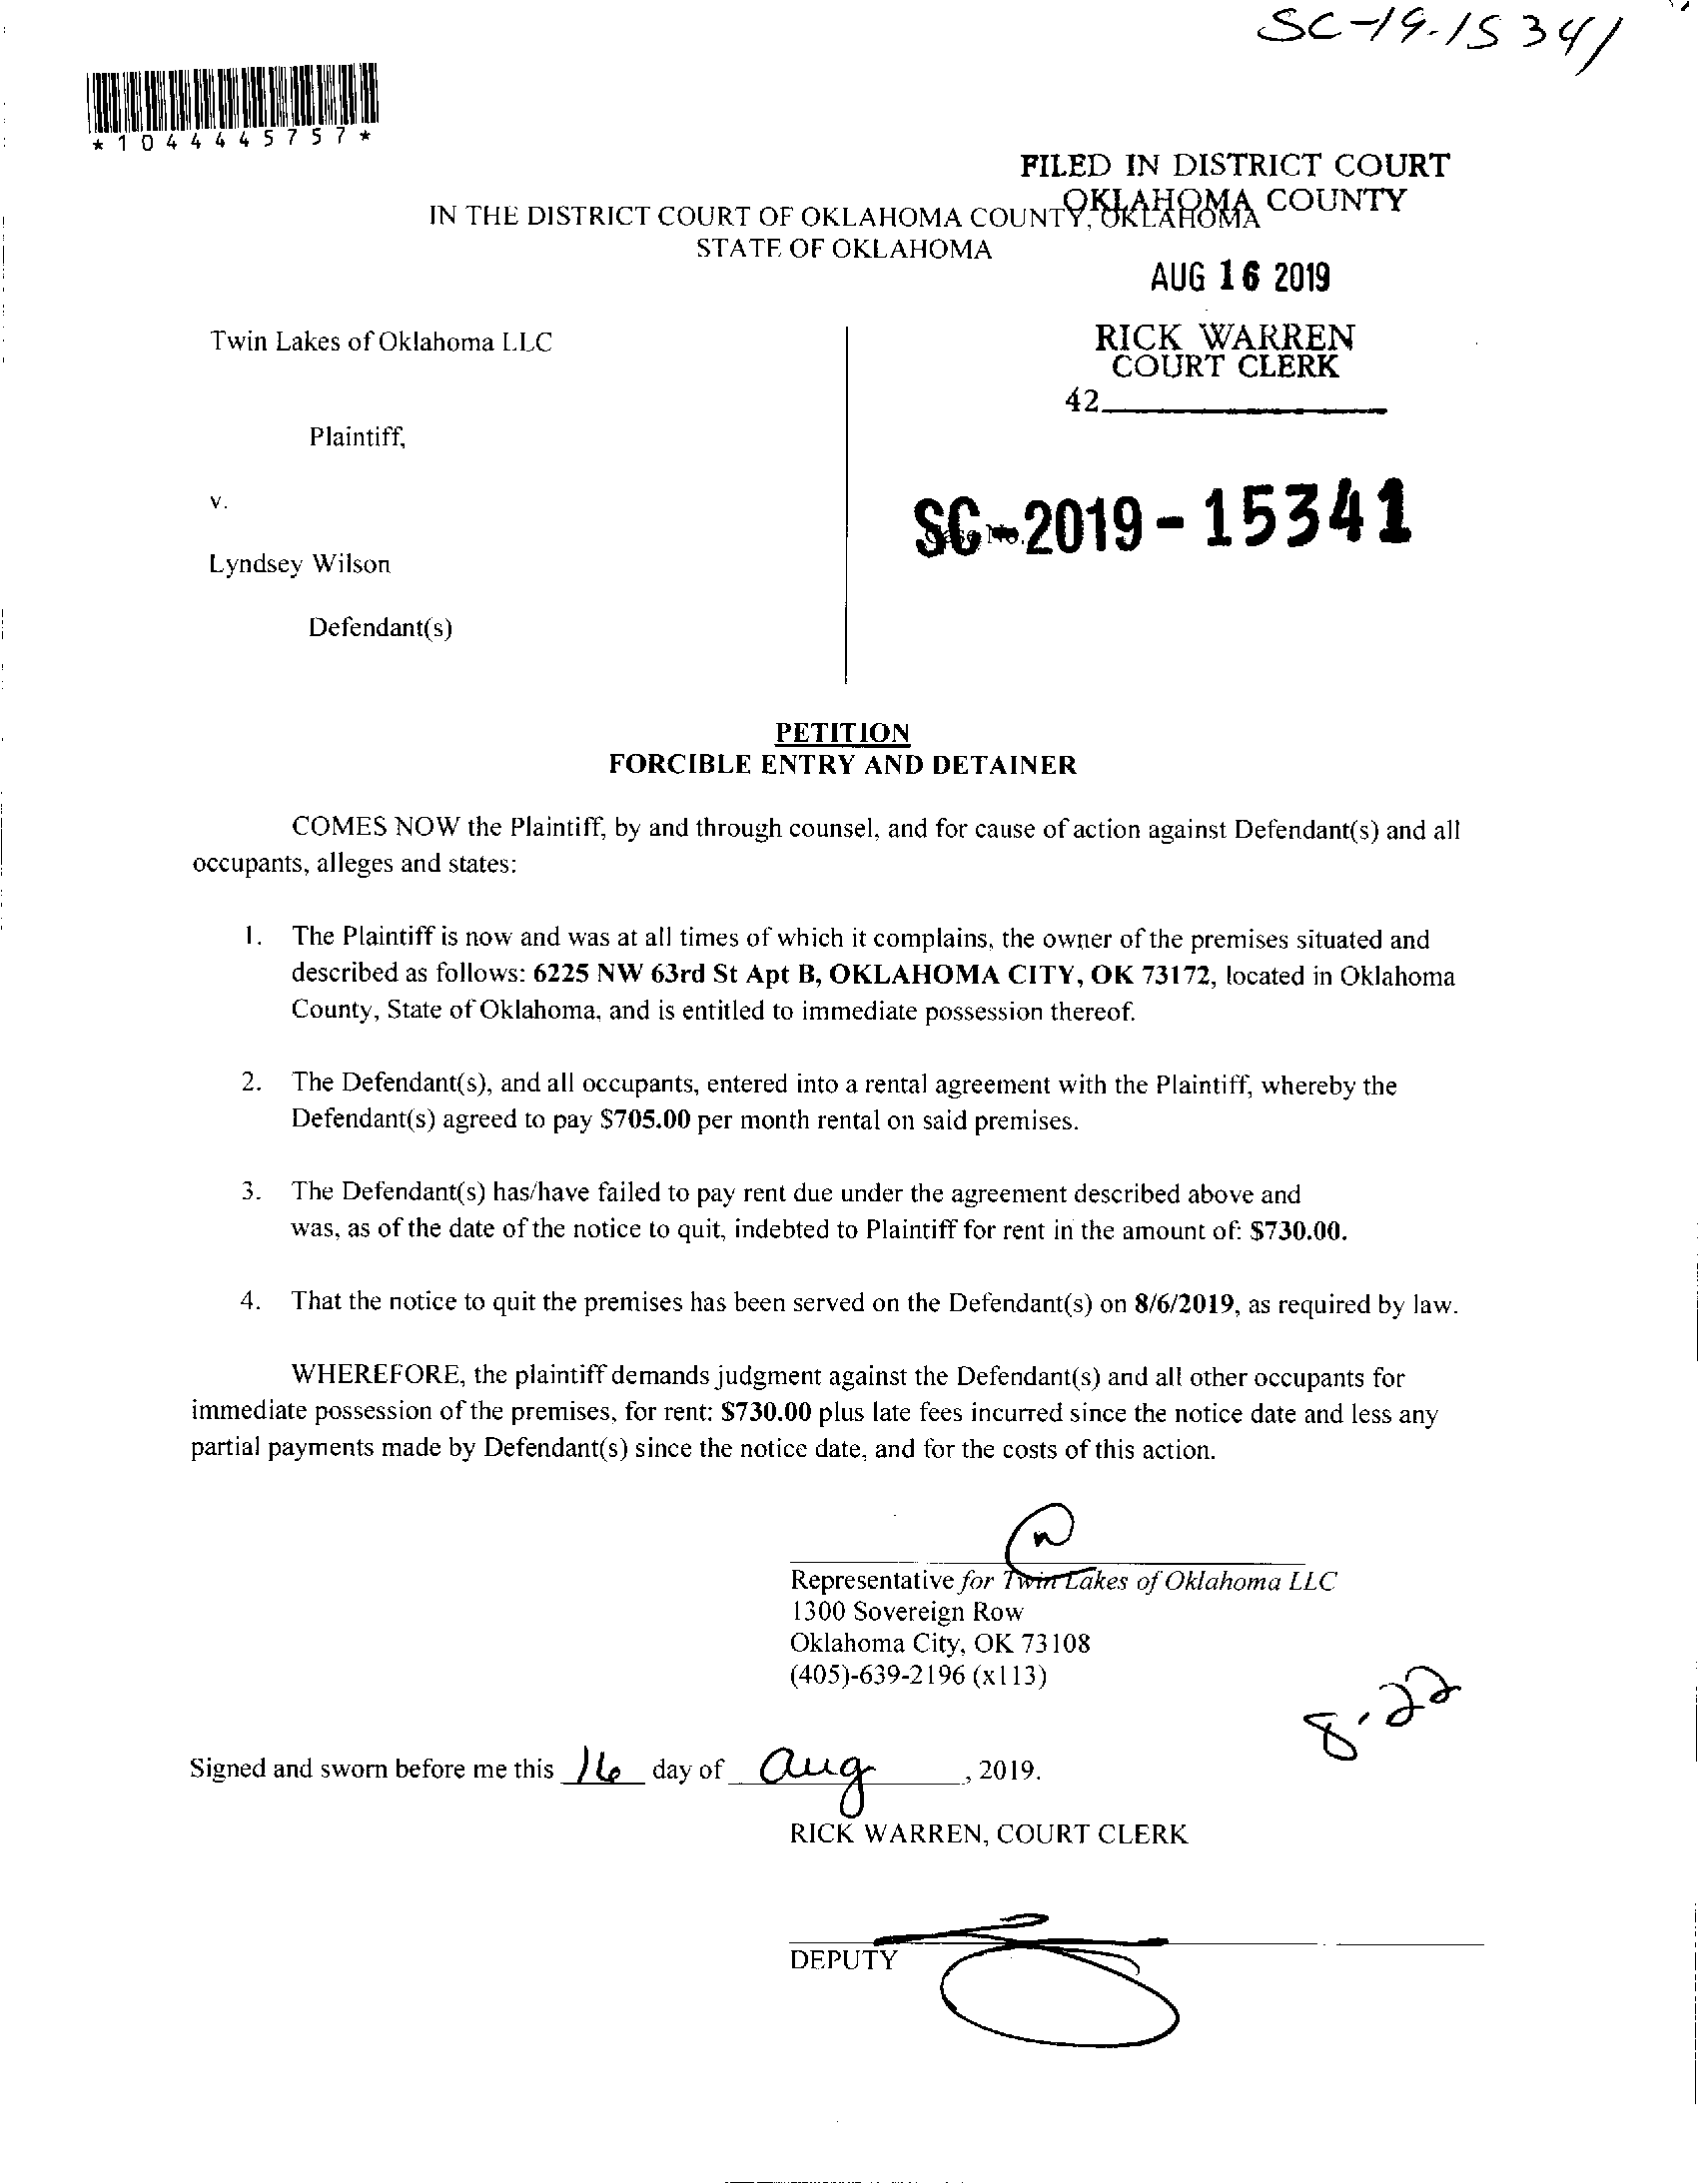 SC-19-15341
*1044445757*
FILED IN DISTRICT COURT
OKLAHOMA COUNTY
IN THE DISTRICT COURT OF OKLAHOMA COUNTY, OKLAHOMA
STATE OF OKLAHOMA
AUG 16 2019
RICK WARREN
COURT CLERK
42
Twin Lakes of Oklahoma LLC
Plaintiff,
v.
Case No.
SC-2019-15341
Lyndsey Wilson
Defendant(s)
PETITION
FORCIBLE ENTRY AND DETAINER
COMES NOW the Plaintiff, by and through counsel, and for cause of action against Defendant(s) and all
occupants, alleges and states:
1. The Plaintiff is now and was at all times of which it complains, the owner of the premises situated and
described as follows: 6225 NW 63rd St Apt B, OKLAHOMA CITY, OK 73172, located in Oklahoma
County, State of Oklahoma, and is entitled to immediate possession thereof.
2. The Defendant(s), and all occupants, entered into a rental agreement with the Plaintiff, whereby the
Defendant(s) agreed to pay $705.00 per month rental on said premises.
3. The Defendant(s) has/have failed to pay rent due under the agreement described above and
was, as of the date of the notice to quit, indebted to Plaintiff for rent in the amount of: $730.00.
4. That the notice to quit the premises has been served on the Defendant(s) on 8/6/2019, as required by law.
WHEREFORE, the plaintiff demands judgment against the Defendant(s) and all other occupants for
immediate possession of the premises, for rent: $730.00 plus late fees incurred since the notice date and less any
partial payments made by Defendant(s) since the notice date, and for the costs of this action.
Representative for Twin Lakes of Oklahoma LLC
1300 Sovereign Row
Oklahoma City, OK 73108
(405)-639-2196 (x113)
8.22
Signed and sworn before me this 16 day of Aug, 2019.
RICK WARREN, COURT CLERK
DEPUTY